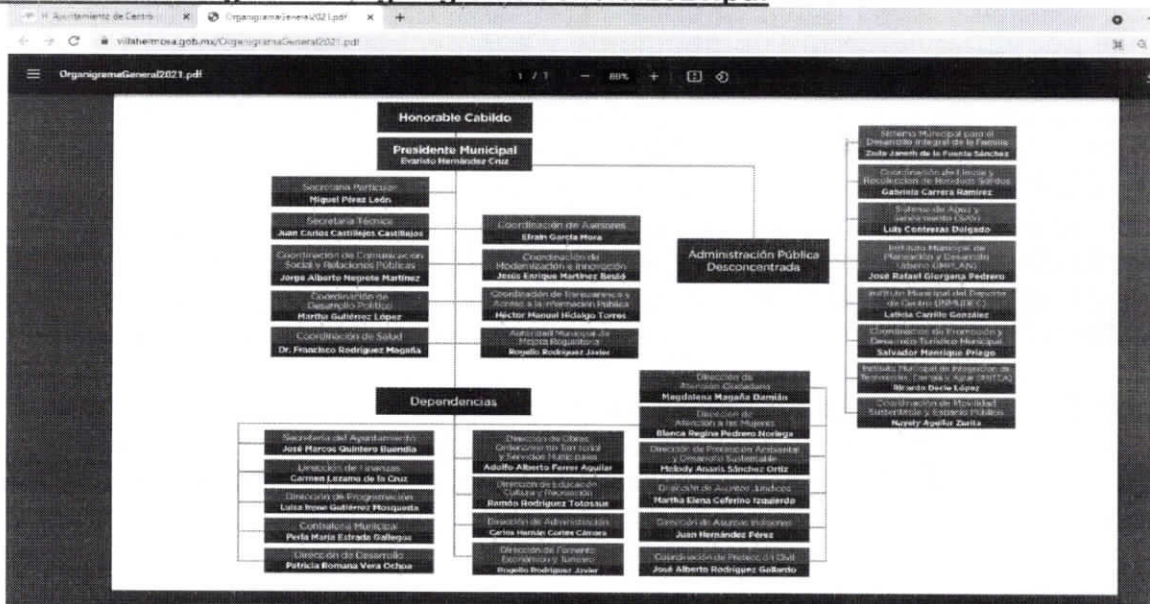 H. Ayuntamiento de Centro
OrganigramaGeneral2021.pdf
villahermosa.gob.mx/OrganigramaGeneral2021.pdf
OrganigramaGeneral2021.pdf
1 / 1
80%
Honorable Cabildo
Presidente Municipal
Evaristo Hernández Cruz
Secretaría Particular
Miguel Pérez León
Secretaría Técnica
Juan Carlos Castillejos Castillejos
Coordinación de Comunicación
Social y Relaciones Públicas
Jorge Alberto Negrete Martínez
Coordinación de
Desarrollo Político
Martha Gutiérrez López
Coordinación de Salud
Dr. Francisco Rodríguez Magaña
Coordinación de Asesores
Efraín García Mora
Coordinación de
Modernización e Innovación
Jesús Enrique Martínez
Coordinación de Transparencia y
Acceso a la Información Pública
Héctor Manuel Hidalgo Torres
Autoridad Municipal de
Mejora Regulatoria
Rogelio Rodríguez Javier
Administración Pública
Desconcentrada
Sistema Municipal para el
Desarrollo Integral de la Familia
Zoila Janeth de la Fuente Sánchez
Coordinación de Limpia y
Recolección de Residuos Sólidos
Gabriela Carrera Ramírez
Sistema de Agua y
Saneamiento (SAS)
Luis Contreras Delgado
Instituto Municipal de
Planeación y Desarrollo
Urbano (IMPLAN)
José Rafael Giorgana Pedrero
Instituto Municipal del Deporte
de Centro (INMUDEC)
Leticia Carrillo González
Coordinación de Promoción y
Desarrollo Turístico Municipal
Salvador Manrique Priego
Instituto Municipal de Integración de
Tecnologías, Energía y Agua (IMITEA)
Ricardo Decle López
Coordinación de Movilidad
Sustentable y Espacio Público
Nayely Aguilar Zurita
Dependencias
Secretaría del Ayuntamiento
José Marcos Quintero Buendía
Dirección de Finanzas
Carmen Lezama de la Cruz
Dirección de Programación
Luisa Irene Gutiérrez Mosqueda
Contraloría Municipal
Perla María Estrada Gallegos
Dirección de Desarrollo
Patricia Romana Vera Ochoa
Dirección de Obras
Ordenamiento Territorial
y Servicios Municipales
Adolfo Alberto Ferrer Aguilar
Dirección de Educación
Cultura y Recreación
Ramón Rodríguez Totosaus
Dirección de Administración
Carlos Hernán Cortés Cámara
Dirección de Fomento
Económico y Turismo
Rogelio Rodríguez Javier
Dirección de
Atención Ciudadana
Magdalena Magaña Damián
Dirección de
Atención a las Mujeres
Blanca Regina Pedrero Noriega
Dirección de Protección Ambiental
y Desarrollo Sustentable
Melody Anaris Sánchez Ortiz
Dirección de Asuntos Jurídicos
Martha Elena Ceferino Izquierdo
Dirección de Asuntos Indígenas
Juan Hernández Pérez
Coordinación de Protección Civil
José Alberto Rodríguez Gallardo